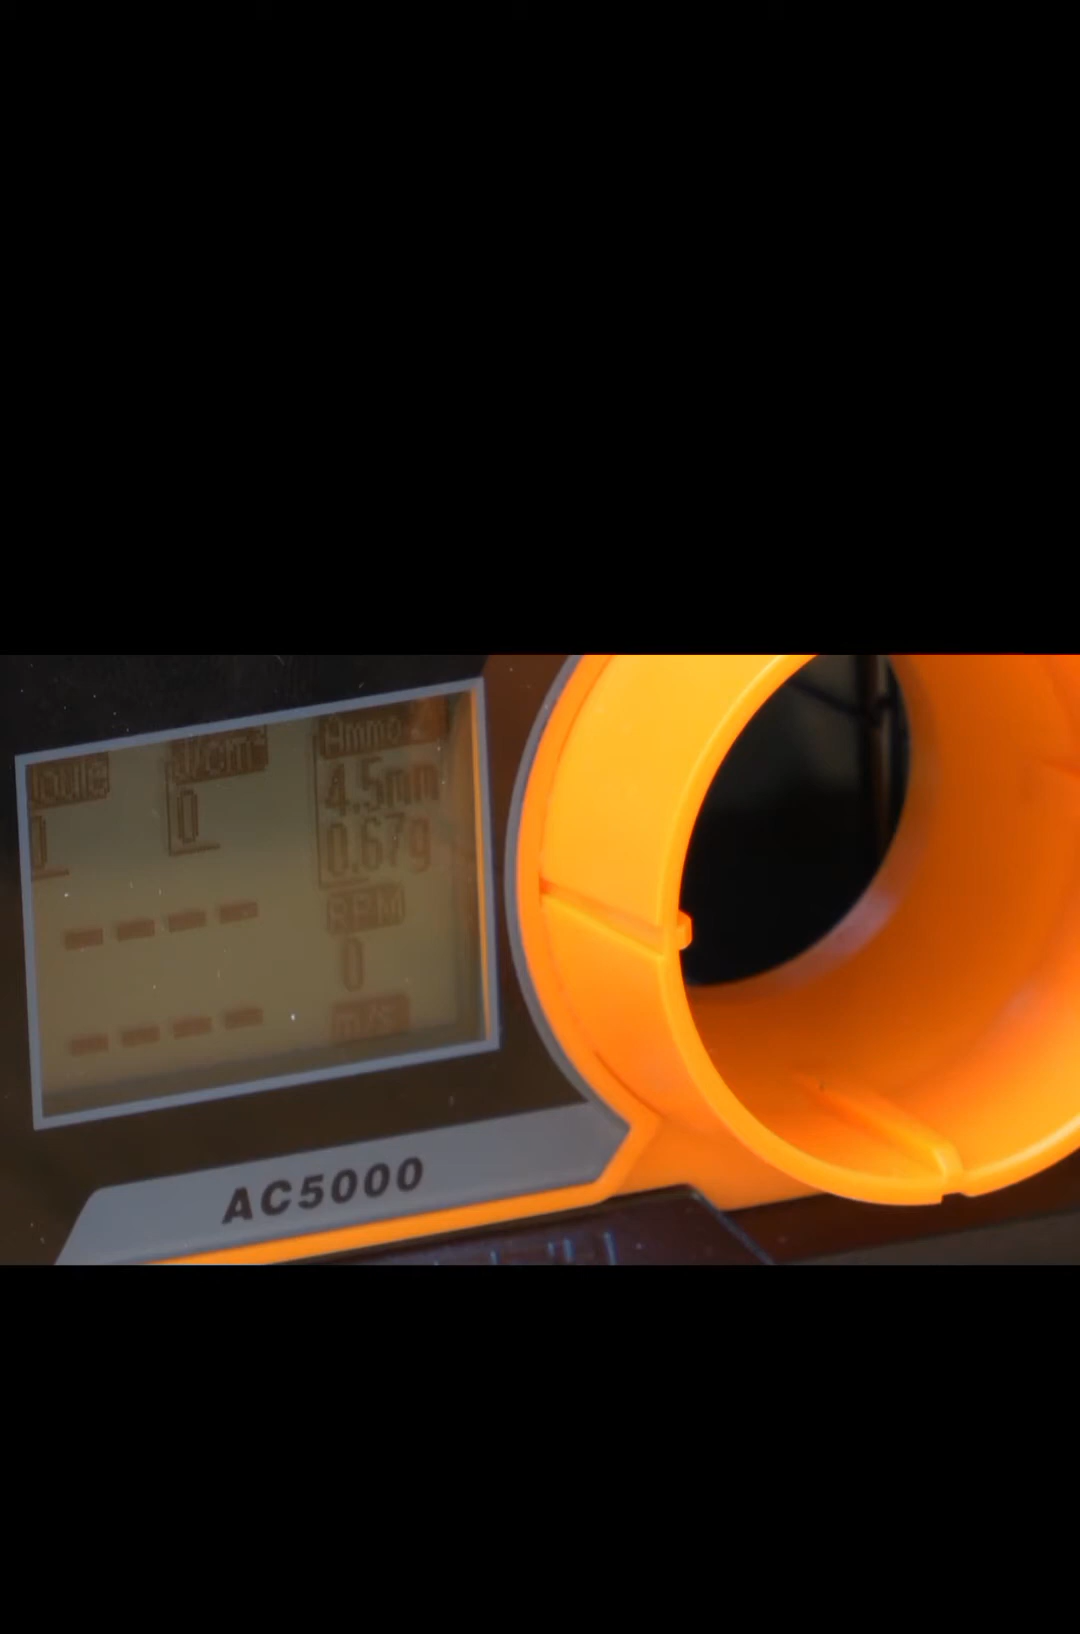 Joule
0
J/cm²
0
Ammo
4.5mm
0.67g
---- 
RPM
0
----
m/s
AC5000